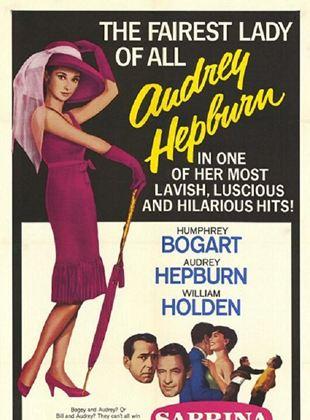 THE FAIREST LADY
OF ALL
Audrey
Hepburn
IN ONE
OF HER MOST
LAVISH, LUSCIOUS
AND HILARIOUS HITS!
HUMPHREY
BOGART
AUDREY
HEPBURN
WILLIAM
HOLDEN
Bogey and Audrey? Or
Bill and Audrey? They can't all win
SABRINA